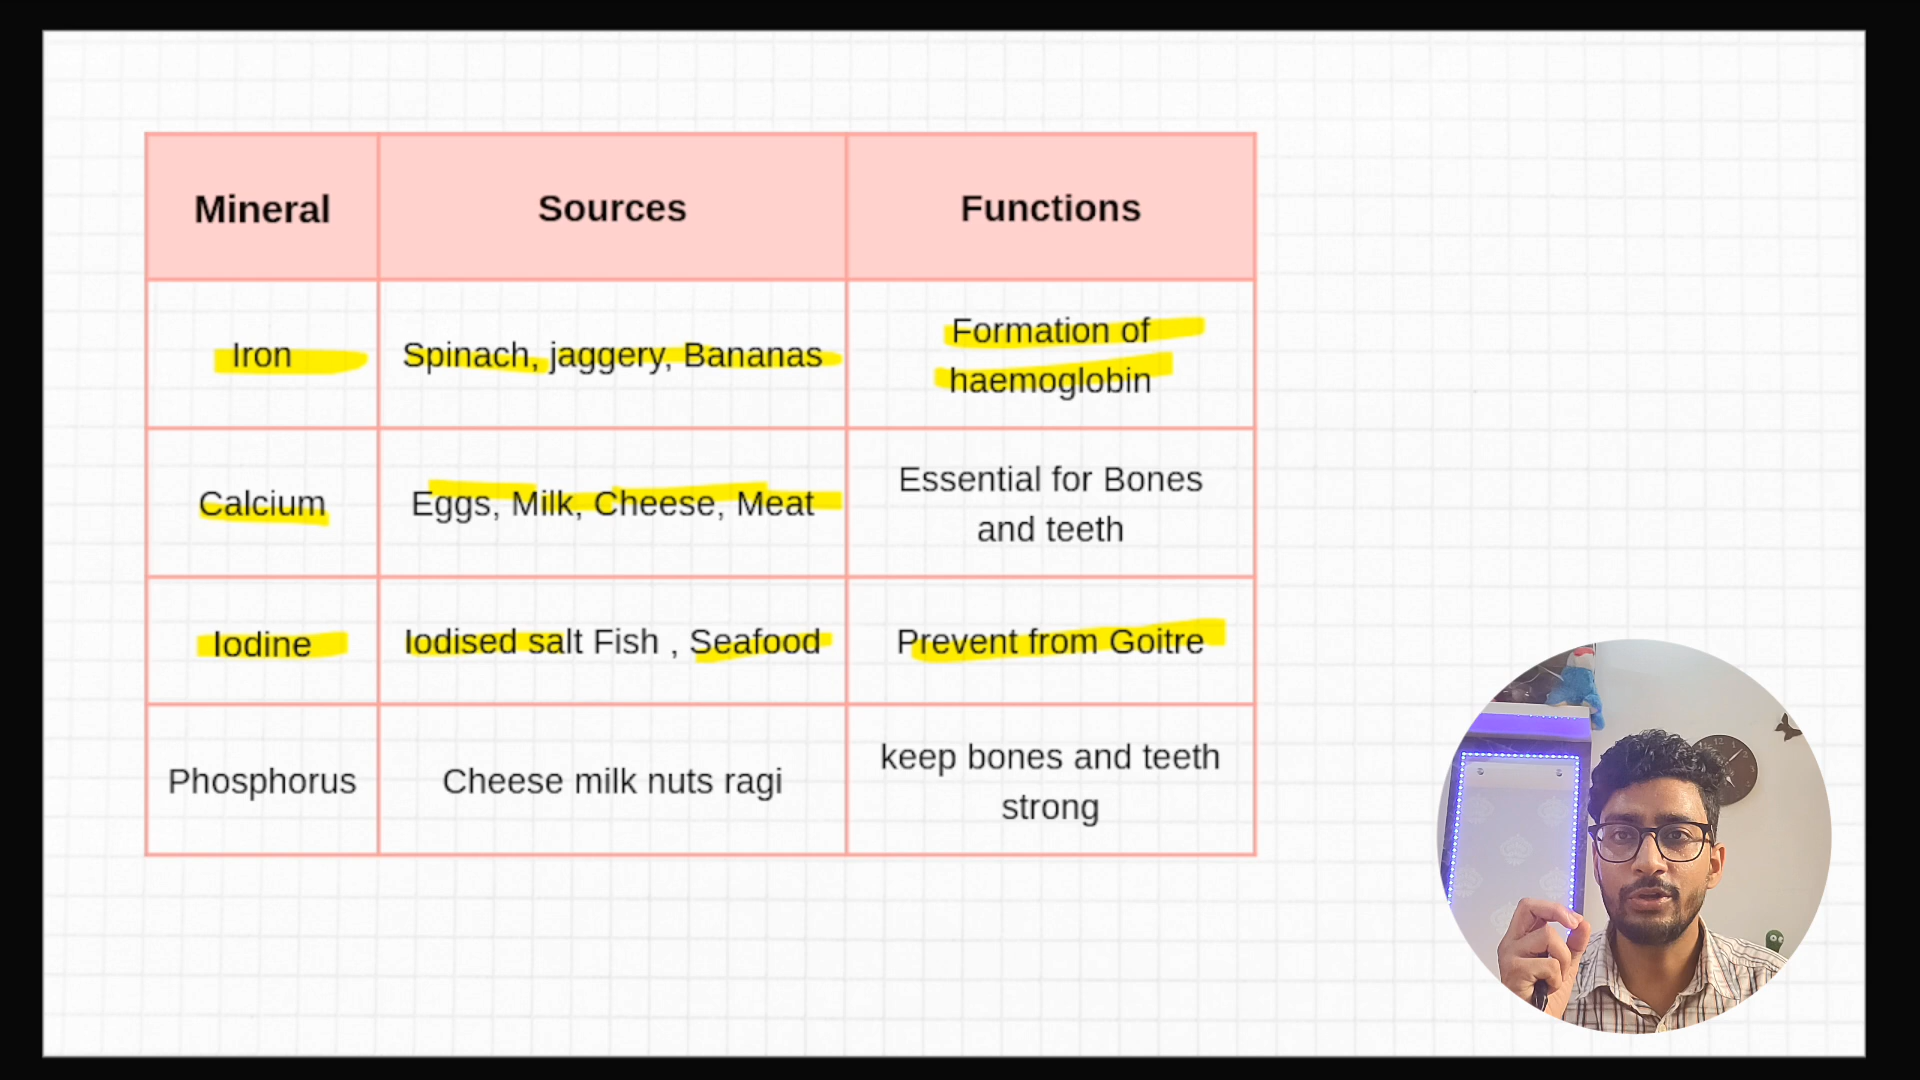 Mineral Sources Functions
Iron Spinach, jaggery, Bananas Formation of
haemoglobin
Calcium Eggs, Milk, Cheese, Meat Essential for Bones
and teeth
Iodine Iodised salt Fish , Seafood Prevent from Goitre
Phosphorus Cheese milk nuts ragi keep bones and teeth
strong